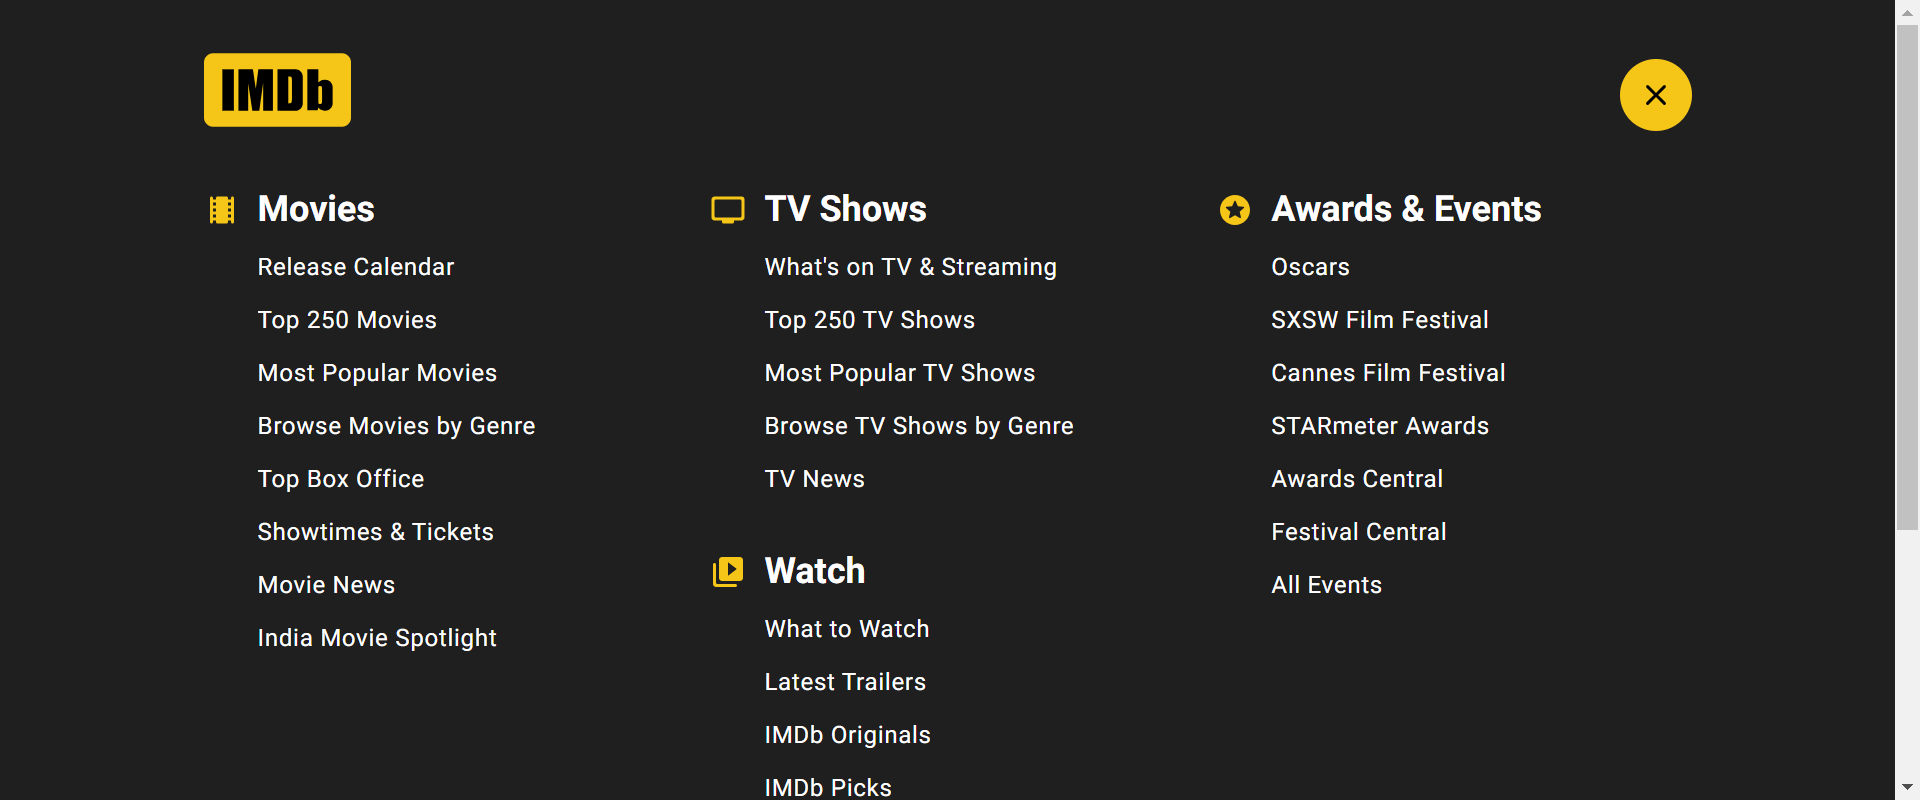 IMDb
Movies
Release Calendar
Top 250 Movies
Most Popular Movies
Browse Movies by Genre
Top Box Office
Showtimes & Tickets
Movie News
India Movie Spotlight
TV Shows
What's on TV & Streaming
Top 250 TV Shows
Most Popular TV Shows
Browse TV Shows by Genre
TV News
Watch
What to Watch
Latest Trailers
IMDb Originals
IMDb Picks
Awards & Events
Oscars
SXSW Film Festival
Cannes Film Festival
STARmeter Awards
Awards Central
Festival Central
All Events